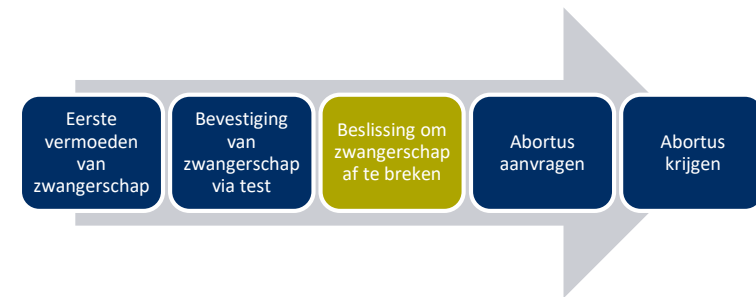 Eerste
vermoeden
van
zwangerschap
Bevestiging
van
zwangerschap
via test
Beslissing om
zwangerschap
af te breken
Abortus
aanvragen
Abortus
krijgen